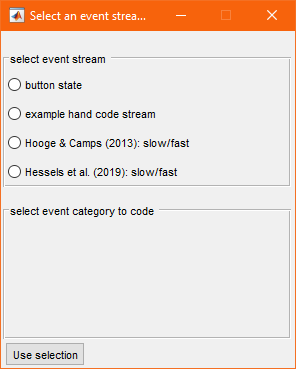 Select an event strea...
select event stream
button state
example hand code stream
Hooge & Camps (2013): slow/fast
Hessels et al. (2019): slow/fast
select event category to code
Use selection